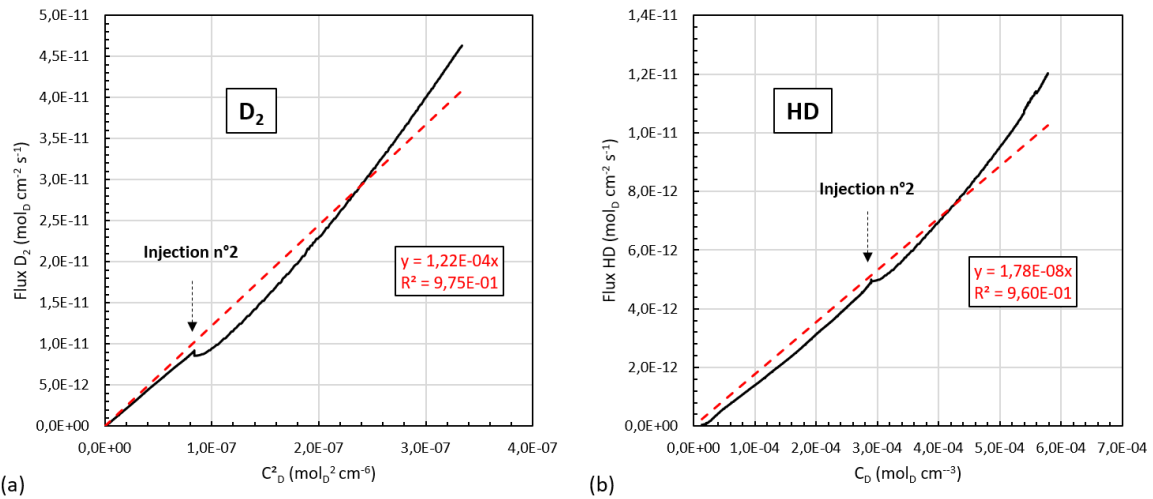 5,0E-11
4,5E-11
4,0E-11
3,5E-11
3,0E-11
2,5E-11
2,0E-11
1,5E-11
1,0E-11
5,0E-12
0,0E+00
Flux D₂ (mol_D cm⁻² s⁻¹)
D₂
Injection n°2
y = 1,22E-04x
R² = 9,75E-01
0,0E+00 1,0E-07 2,0E-07 3,0E-07 4,0E-07
C²_D (mol_D² cm⁻⁶)
(a)
1,4E-11
1,2E-11
1,0E-11
8,0E-12
6,0E-12
4,0E-12
2,0E-12
0,0E+00
Flux HD (mol_D cm⁻² s⁻¹)
HD
Injection n°2
y = 1,78E-08x
R² = 9,60E-01
0,0E+00 1,0E-04 2,0E-04 3,0E-04 4,0E-04 5,0E-04 6,0E-04 7,0E-04
C_D (mol_D cm⁻⁻³)
(b)